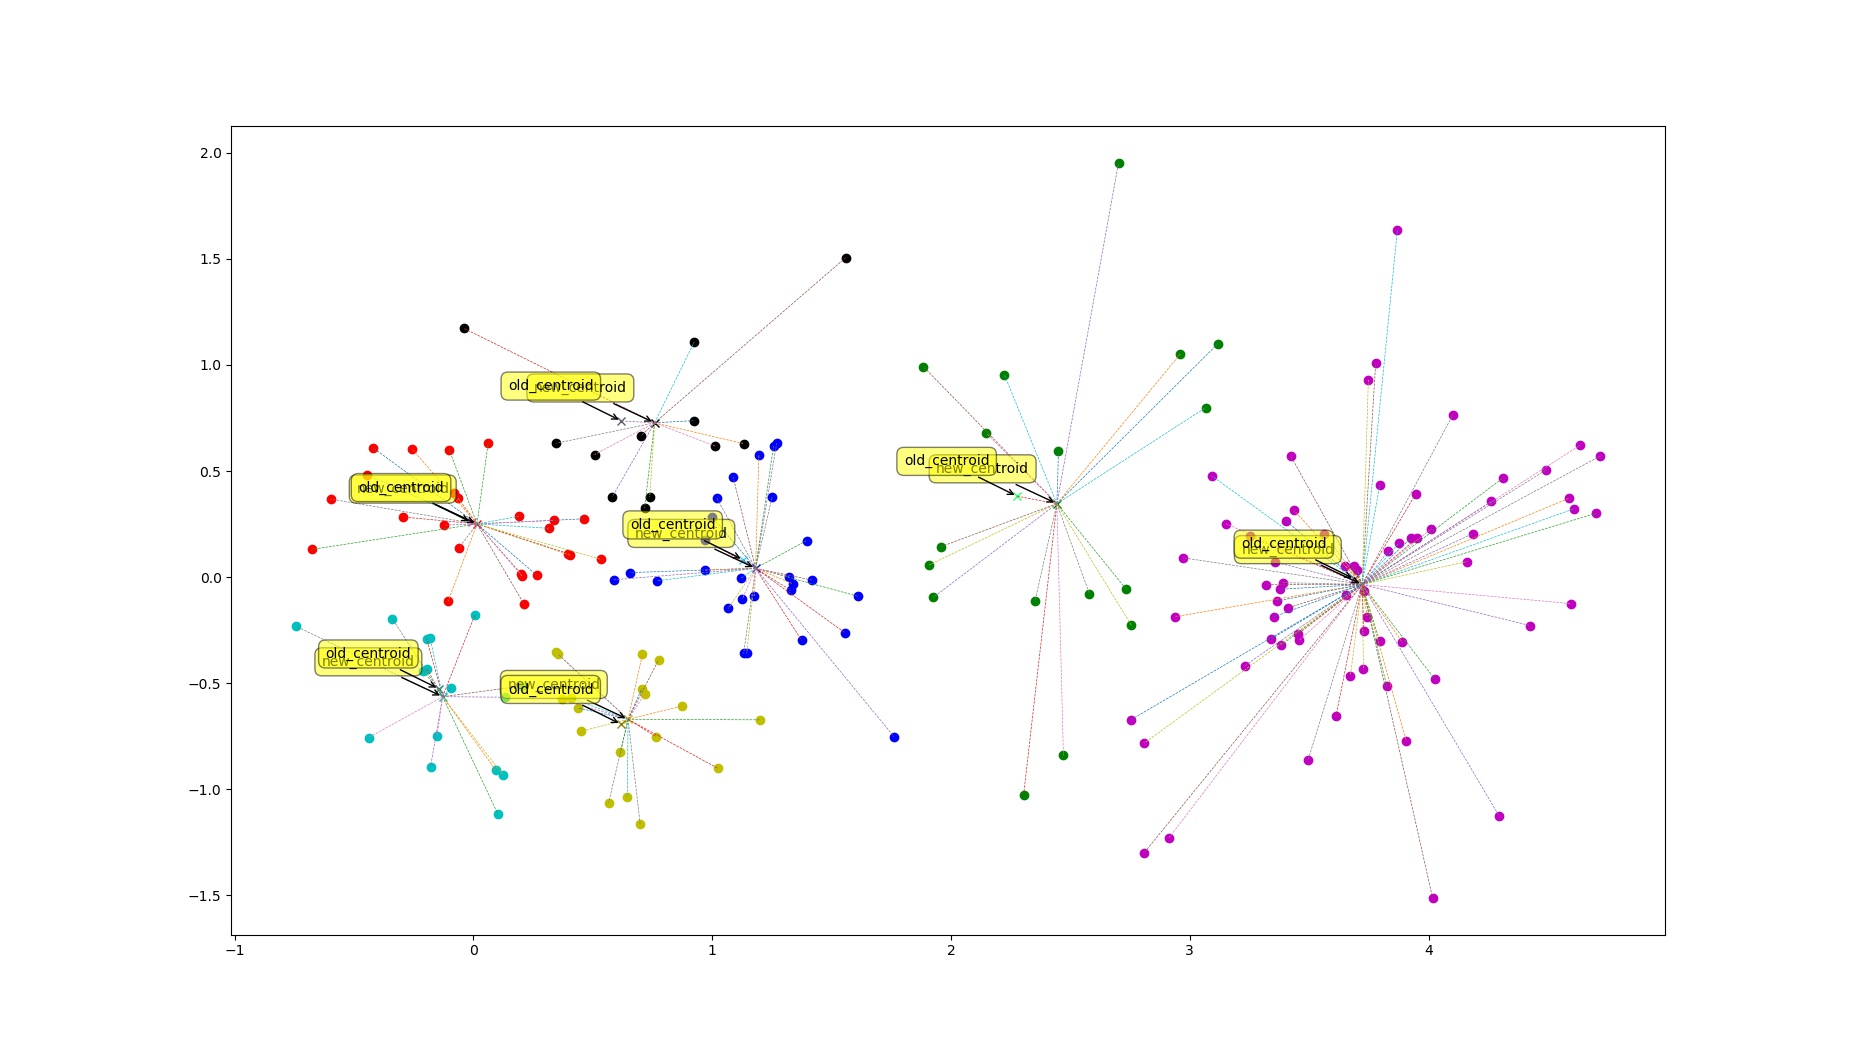 2.0
1.5
1.0
old_centroid
new_centroid
0.5
old_centroid
new_centroid
old_centroid
new_centroid
old_centroid
new_centroid
old_centroid
new_centroid
0.0
old_centroid
new_centroid
new_centroid
old_centroid
−0.5
−1.0
−1.5
−1
0
1
2
3
4